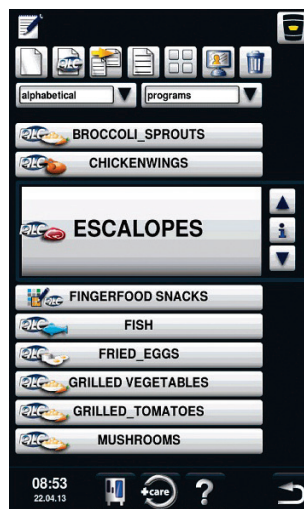 alphabetical programs
BROCCOLI_SPROUTS
CHICKENWINGS
ESCALOPES
i
FINGERFOOD SNACKS
FISH
FRIED_EGGS
GRILLED VEGETABLES
GRILLED_TOMATOES
MUSHROOMS
08:53
22.04.13
+care
?